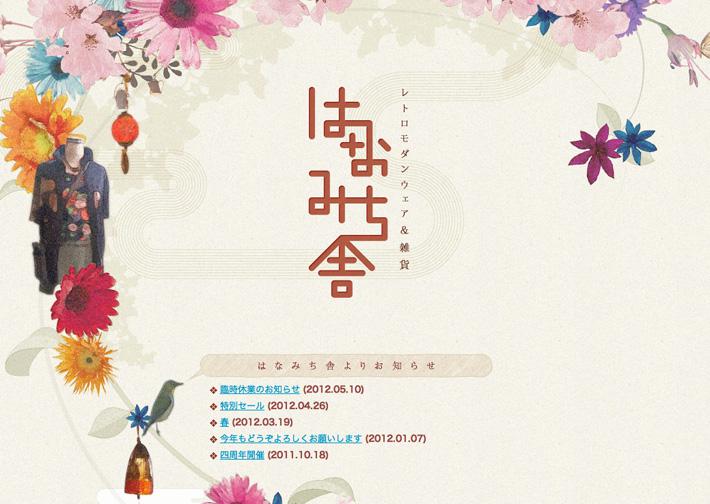 はなみち舎
レトロモダンウェア&雑貨
はなみち舎よりお知らせ
臨時休業のお知らせ (2012.05.10)
特別セール (2012.04.26)
春 (2012.03.19)
今年もどうぞよろしくお願いします (2012.01.07)
四周年開催 (2011.10.18)